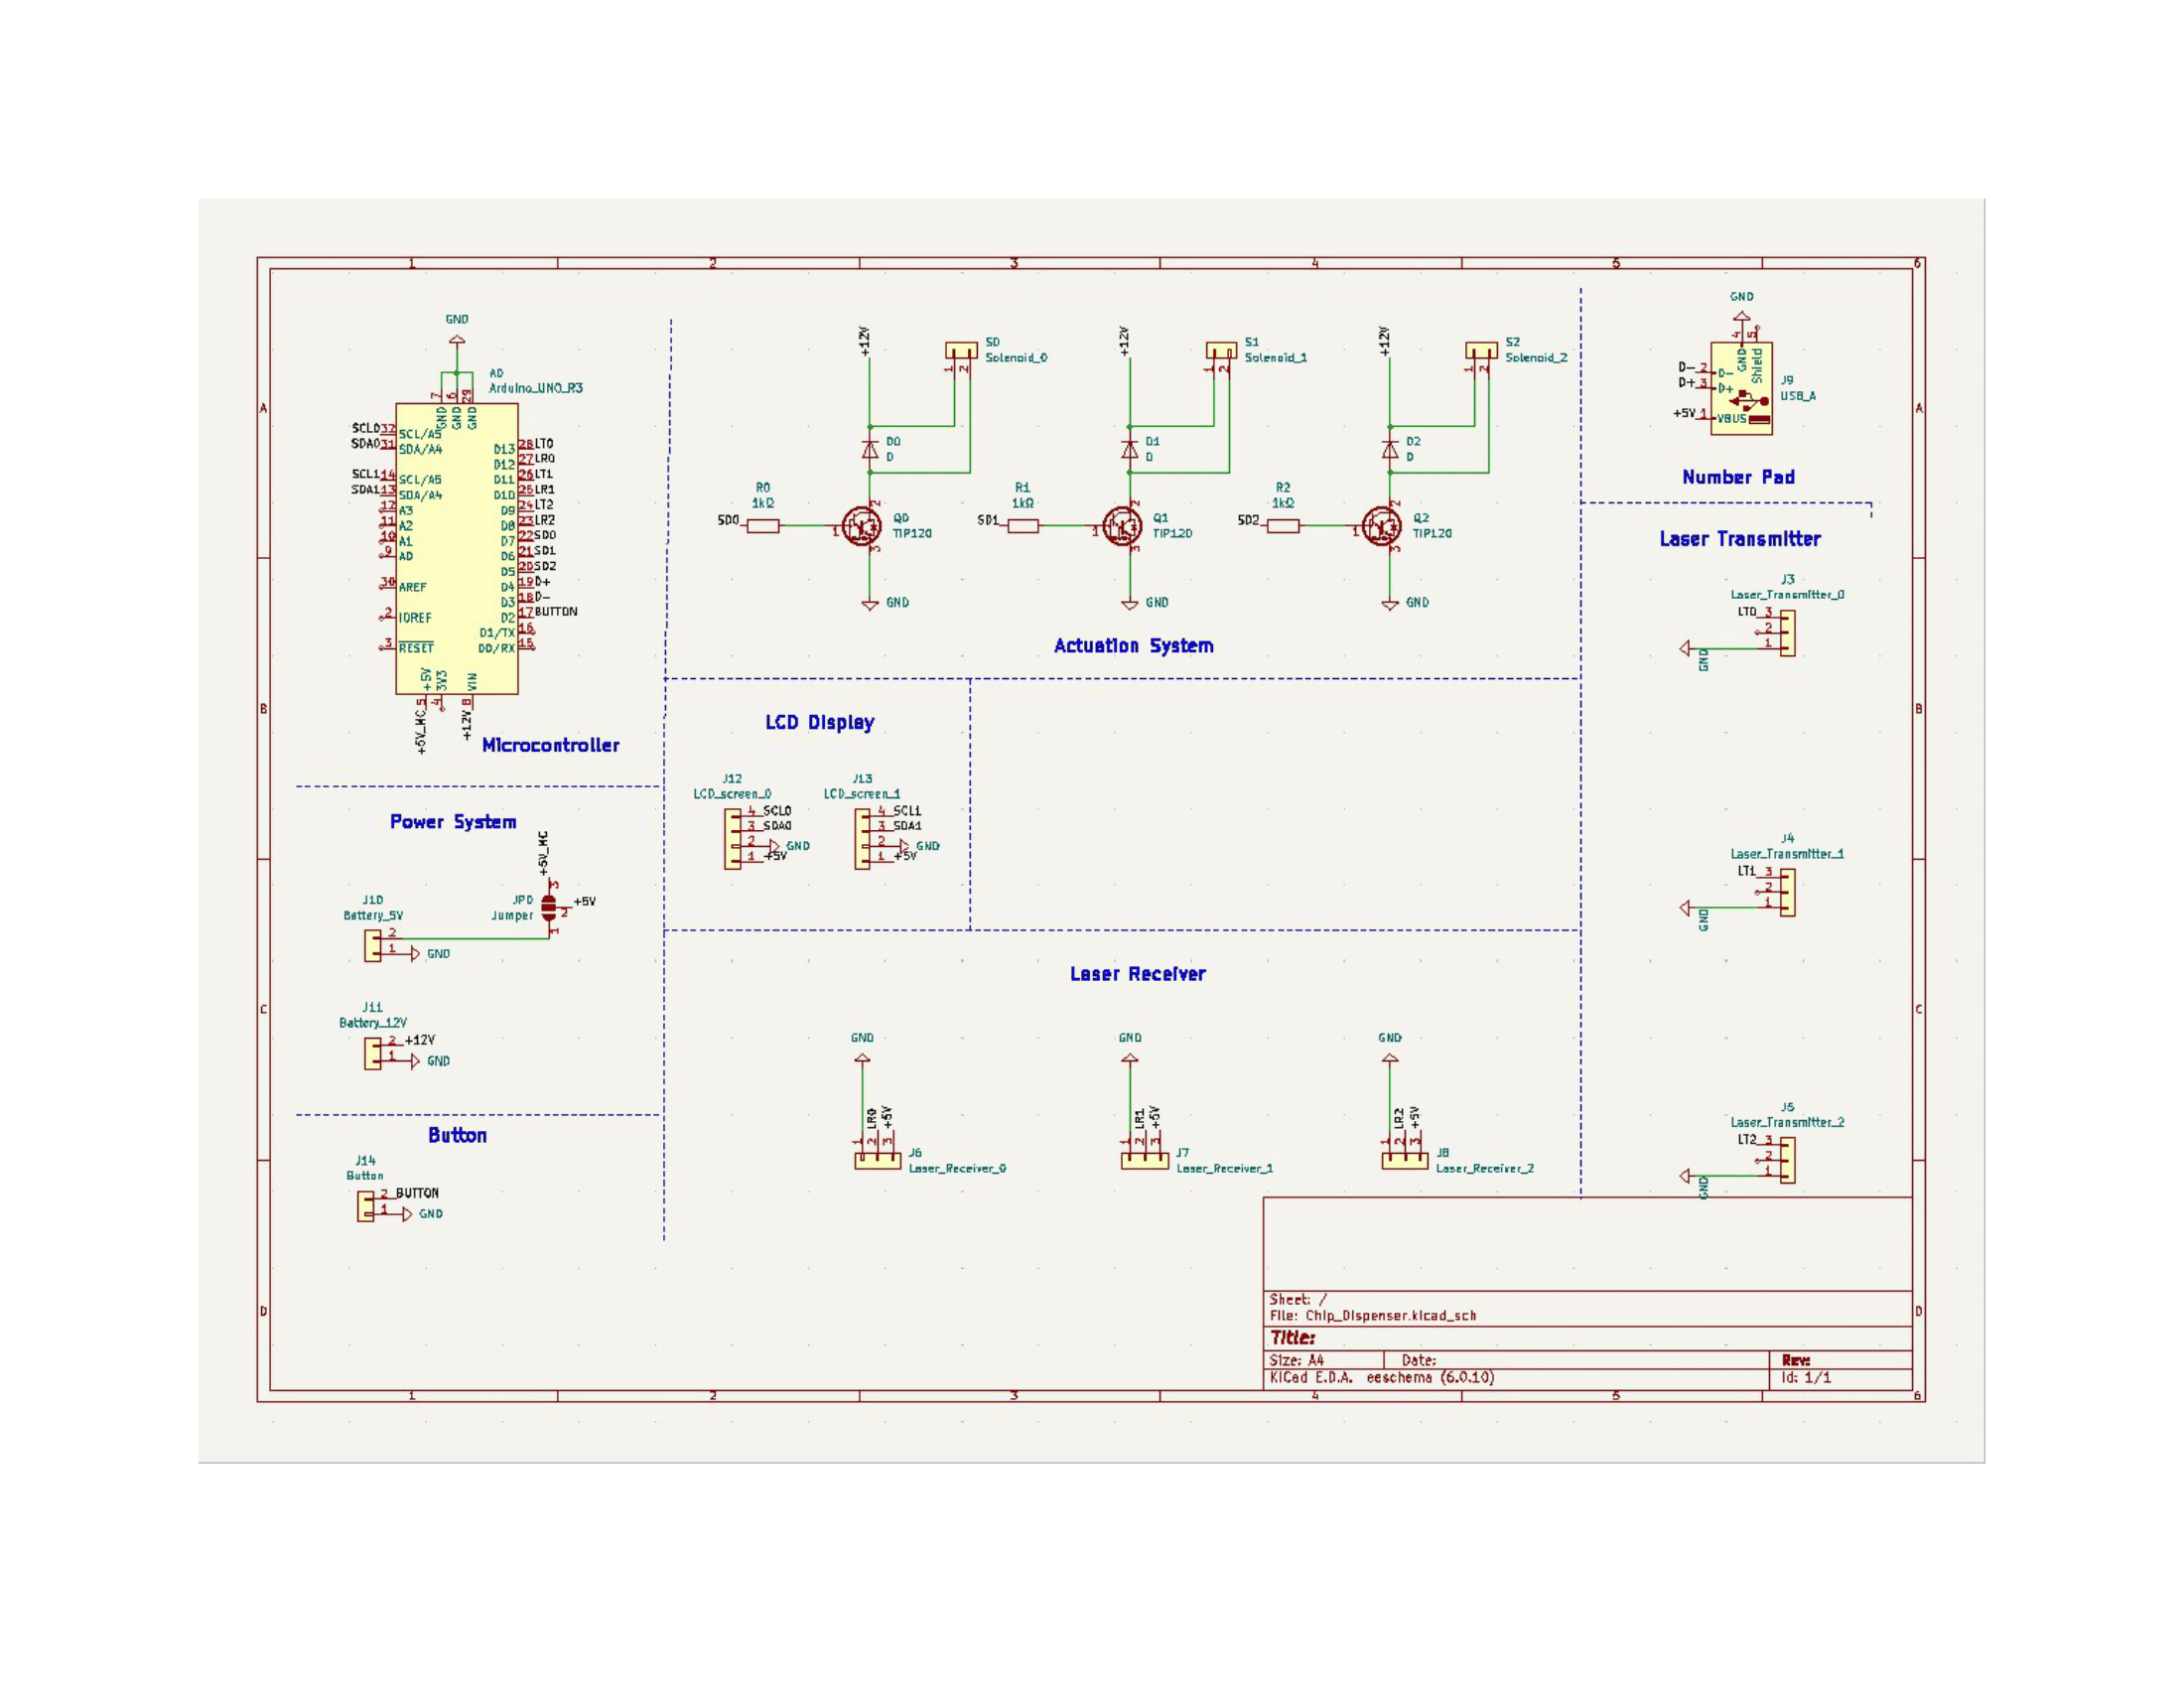 1 2 3 4 5 6
A
B
C
D
GND
A0
Arduino_UNO_R3
7 6 29
GND GND GND
SCL0 32 SCL/A5
SDA0 31 SDA/A4
SCL1 14 SCL/A5
SDA1 13 SDA/A4
12 A3
11 A2
10 A1
9 A0
30 AREF
2 IOREF
3 RESET
D13 28 LT0
D12 27 LR0
D11 26 LT1
D10 25 LR1
D9 24 LT2
D8 23 LR2
D7 22 SD0
D6 21 SD1
D5 20 SD2
D4 19 D+
D3 18 D-
D2 17 BUTTON
D1/TX 16
D0/RX 15
+5V 3V3 VIN
5 4 8
+5V_MC +12V
Microcontroller
Power System
+5V_MC
J10
Battery_5V
2
1 GND
JP0
Jumper
3
2 +5V
1
J11
Battery_12V
2 +12V
1 GND
Button
J14
Button
2 BUTTON
1 GND
+12V
S0
Solenoid_0
1 2
D0
D
R0
1kΩ
SD0
1 2 3
Q0
TIP120
GND
+12V
S1
Solenoid_1
1 2
D1
D
R1
1kΩ
SD1
1 2 3
Q1
TIP120
GND
+12V
S2
Solenoid_2
1 2
D2
D
R2
1kΩ
SD2
1 2 3
Q2
TIP120
GND
Actuation System
LCD Display
J12
LCD_screen_0
4 SCL0
3 SDA0
2 GND
1 +5V
J13
LCD_screen_1
4 SCL1
3 SDA1
2 GND
1 +5V
Laser Receiver
GND
LR0 +5V
1 2 3
J6
Laser_Receiver_0
GND
LR1 +5V
1 2 3
J7
Laser_Receiver_1
GND
LR2 +5V
1 2 3
J8
Laser_Receiver_2
GND
4 5
GND Shield
D- 2 D-
D+ 3 D+
+5V 1 VBUS
J9
USB_A
Number Pad
Laser Transmitter
J3
Laser_Transmitter_0
LT0 3
2
1
GND
J4
Laser_Transmitter_1
LT1 3
2
1
GND
J5
Laser_Transmitter_2
LT2 3
2
1
GND
Sheet: /
File: Chip_Dispenser.kicad_sch
Title:
Size: A4 Date: Rev:
KiCad E.D.A. eeschema (6.0.10) Id: 1/1
1 2 3 4 5 6
A
B
C
D